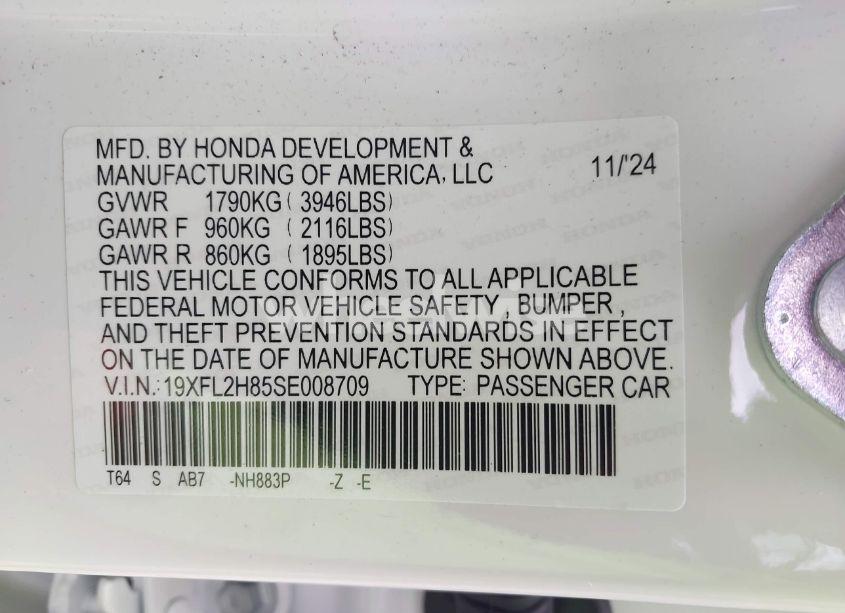 MFD. BY HONDA DEVELOPMENT &
MANUFACTURING OF AMERICA, LLC 11/'24
GVWR 1790KG ( 3946LBS)
GAWR F 960KG ( 2116LBS)
GAWR R 860KG ( 1895LBS)
THIS VEHICLE CONFORMS TO ALL APPLICABLE
FEDERAL MOTOR VEHICLE SAFETY , BUMPER ,
AND THEFT PREVENTION STANDARDS IN EFFECT
ON THE DATE OF MANUFACTURE SHOWN ABOVE.
V.I.N.: 19XFL2H85SE008709 TYPE: PASSENGER CAR
T64 S AB7 -NH883P -Z -E